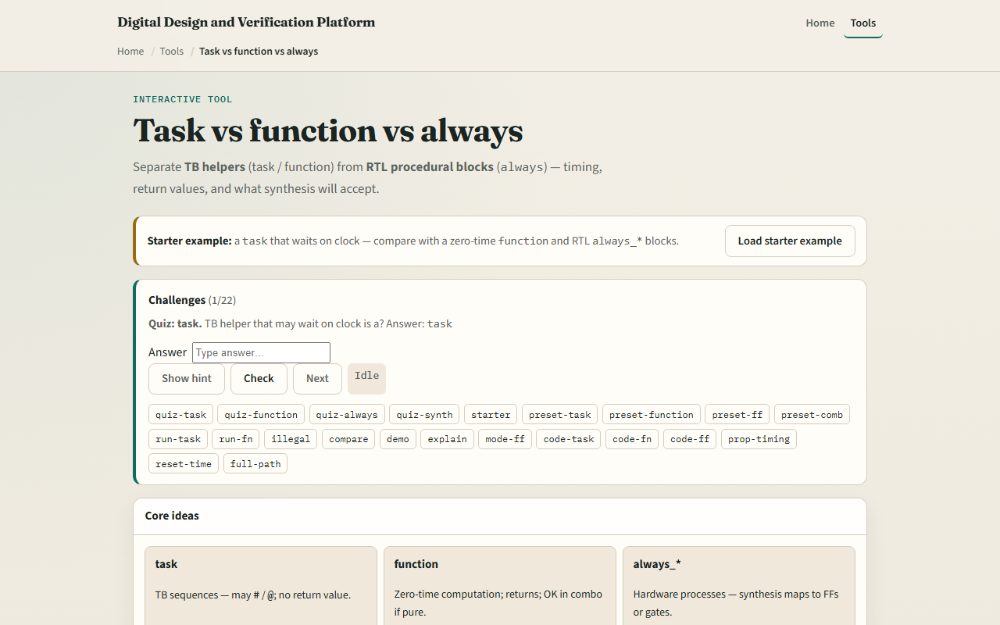 Digital Design and Verification Platform
Home Tools
Home / Tools / Task vs function vs always
INTERACTIVE TOOL
Task vs function vs always
Separate TB helpers (task / function) from RTL procedural blocks (always) — timing,
return values, and what synthesis will accept.
Starter example: a task that waits on clock — compare with a zero-time function and RTL always_* blocks.
Load starter example
Challenges (1/22)
Quiz: task. TB helper that may wait on clock is a? Answer: task
Answer Type answer...
Show hint Check Next Idle
quiz-task quiz-function quiz-always quiz-synth starter preset-task preset-function preset-ff preset-comb
run-task run-fn illegal compare demo explain mode-ff code-task code-fn code-ff prop-timing
reset-time full-path
Core ideas
task
TB sequences — may # / @; no return value.
function
Zero-time computation; returns; OK in combo
if pure.
always_*
Hardware processes — synthesis maps to FFs
or gates.